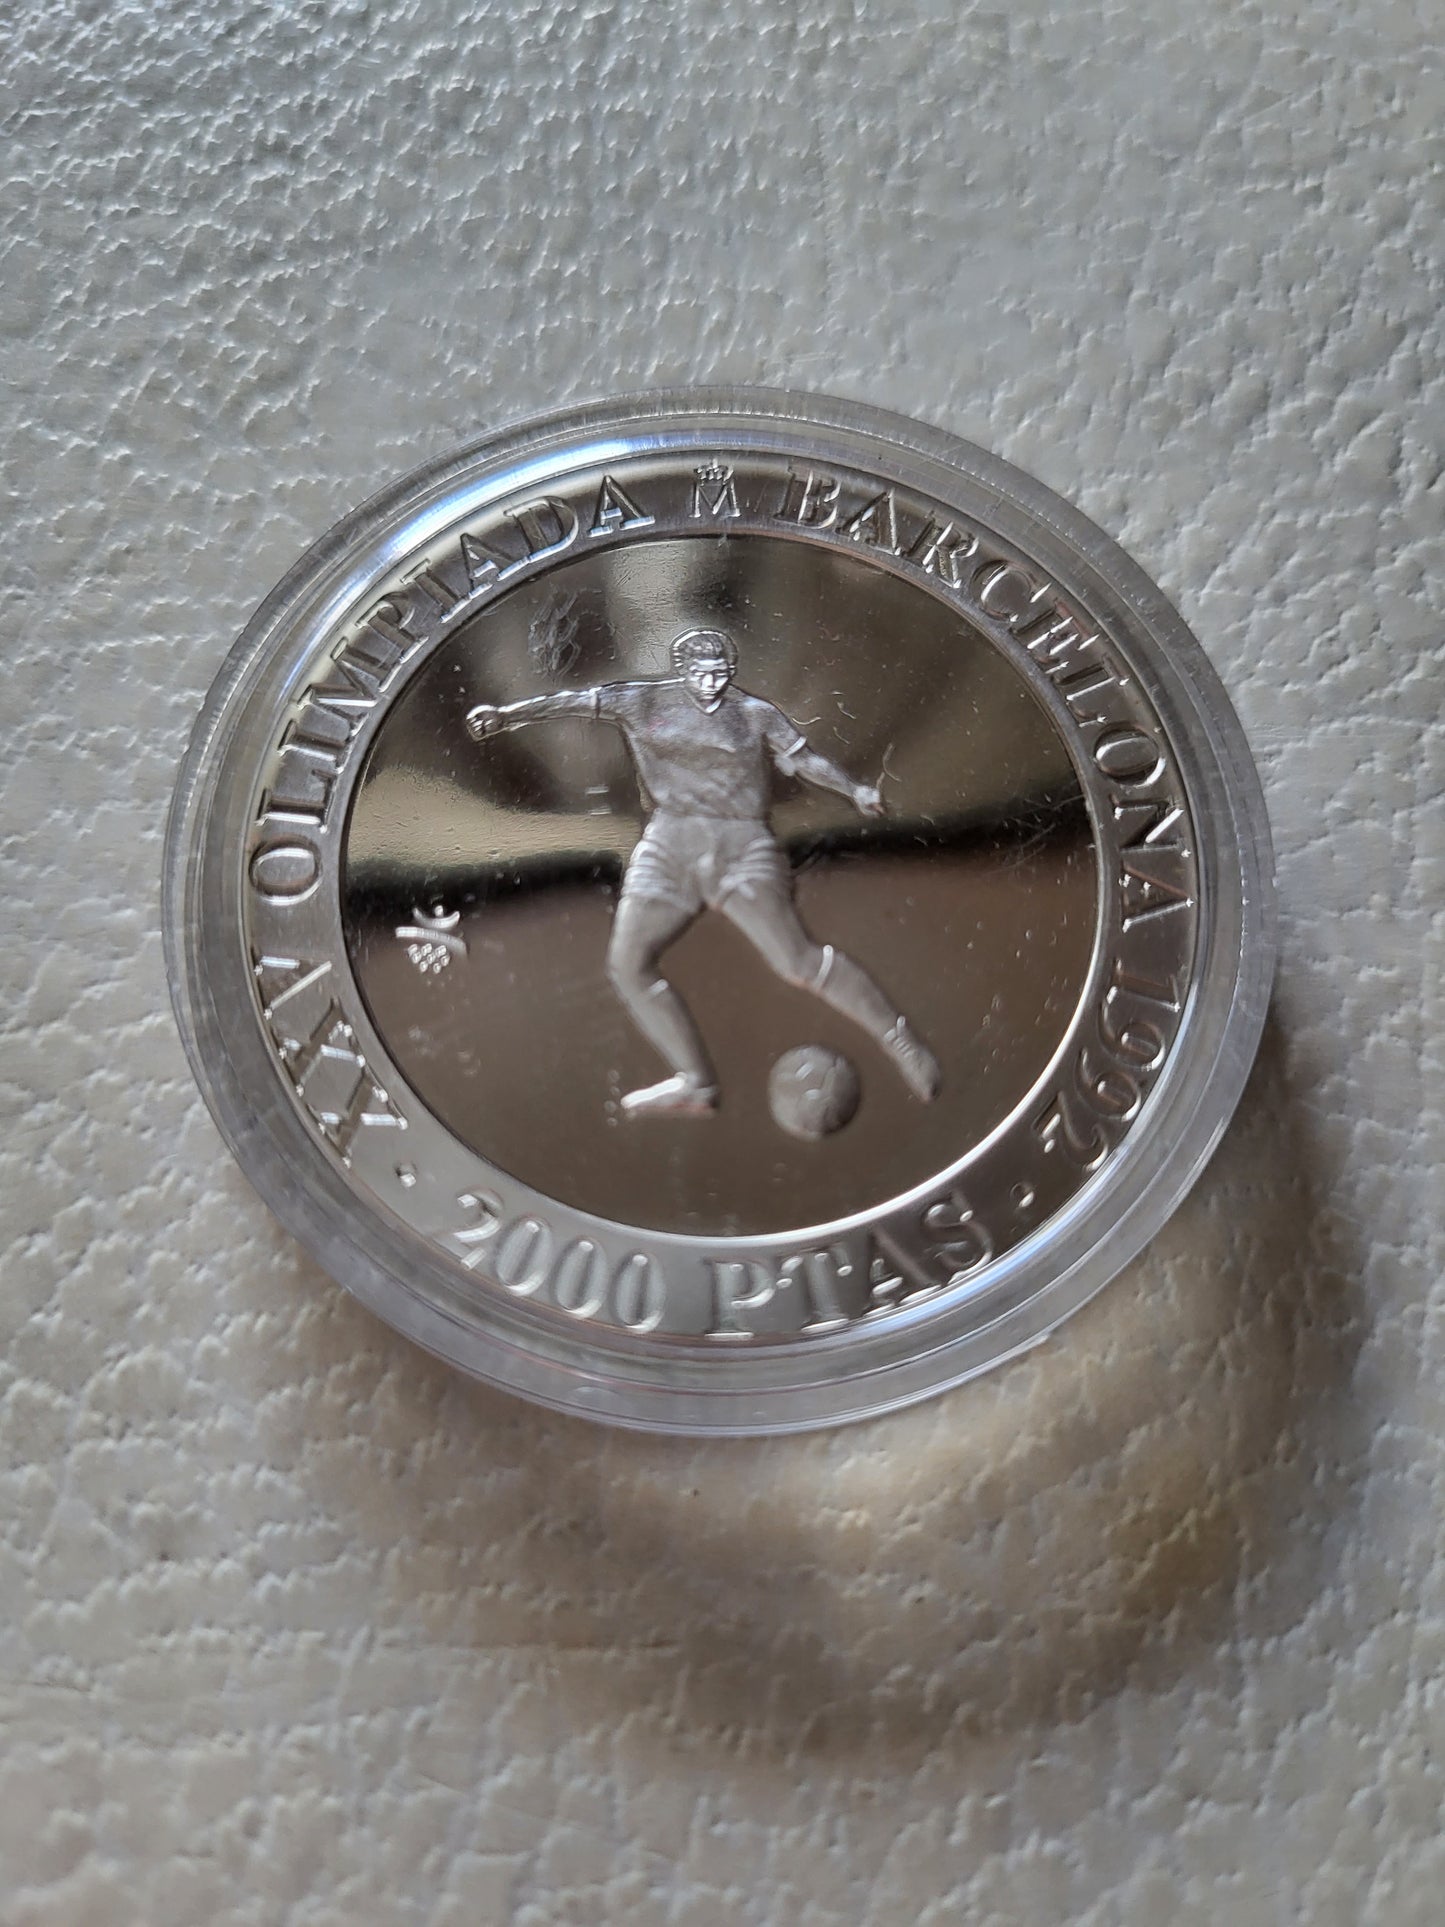 XXV OLIMPIADA M BARCELONA 1992
· 2000 PTAS ·